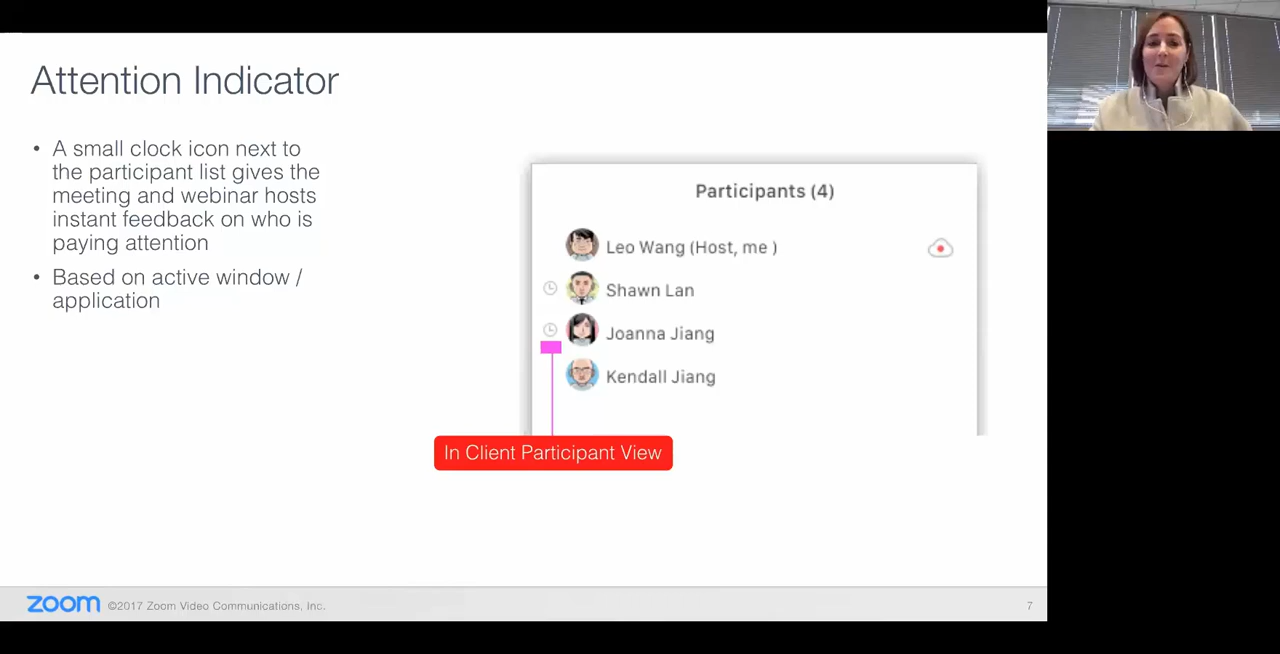 Attention Indicator
• A small clock icon next to
the participant list gives the
meeting and webinar hosts
instant feedback on who is
paying attention
• Based on active window /
application
Participants (4)
Leo Wang (Host, me )
Shawn Lan
Joanna Jiang
Kendall Jiang
In Client Participant View
zoom ©2017 Zoom Video Communications, Inc.
7